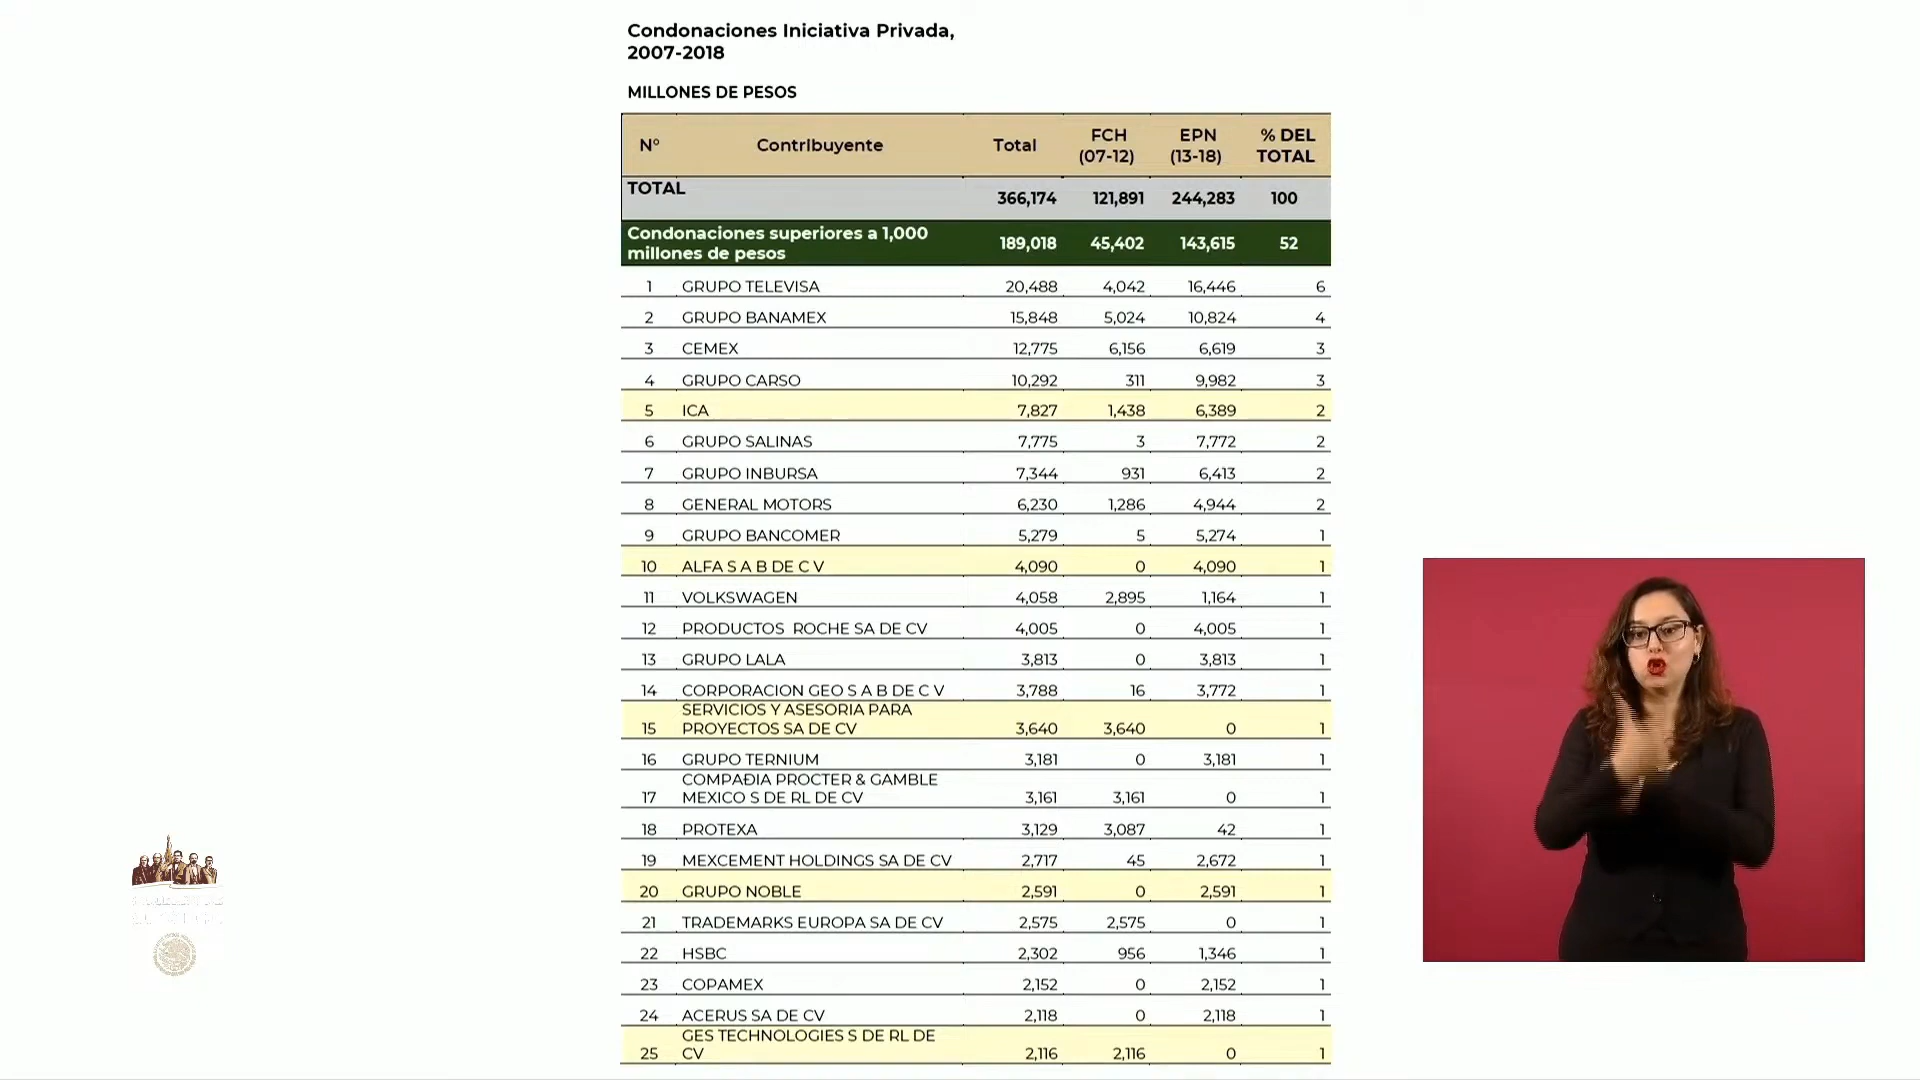 Condonaciones Iniciativa Privada,
2007-2018
MILLONES DE PESOS
N° Contribuyente Total FCH (07-12) EPN (13-18) % DEL TOTAL
TOTAL 366,174 121,891 244,283 100
Condonaciones superiores a 1,000 millones de pesos 189,018 45,402 143,615 52
1 GRUPO TELEVISA 20,488 4,042 16,446 6
2 GRUPO BANAMEX 15,848 5,024 10,824 4
3 CEMEX 12,775 6,156 6,619 3
4 GRUPO CARSO 10,292 311 9,982 3
5 ICA 7,827 1,438 6,389 2
6 GRUPO SALINAS 7,775 3 7,772 2
7 GRUPO INBURSA 7,344 931 6,413 2
8 GENERAL MOTORS 6,230 1,286 4,944 2
9 GRUPO BANCOMER 5,279 5 5,274 1
10 ALFA S A B DE C V 4,090 0 4,090 1
11 VOLKSWAGEN 4,058 2,895 1,164 1
12 PRODUCTOS ROCHE SA DE CV 4,005 0 4,005 1
13 GRUPO LALA 3,813 0 3,813 1
14 CORPORACION GEO S A B DE C V 3,788 16 3,772 1
15 SERVICIOS Y ASESORIA PARA PROYECTOS SA DE CV 3,640 3,640 0 1
16 GRUPO TERNIUM 3,181 0 3,181 1
17 COMPAÐIA PROCTER & GAMBLE MEXICO S DE RL DE CV 3,161 3,161 0 1
18 PROTEXA 3,129 3,087 42 1
19 MEXCEMENT HOLDINGS SA DE CV 2,717 45 2,672 1
20 GRUPO NOBLE 2,591 0 2,591 1
21 TRADEMARKS EUROPA SA DE CV 2,575 2,575 0 1
22 HSBC 2,302 956 1,346 1
23 COPAMEX 2,152 0 2,152 1
24 ACERUS SA DE CV 2,118 0 2,118 1
25 GES TECHNOLOGIES S DE RL DE CV 2,116 2,116 0 1